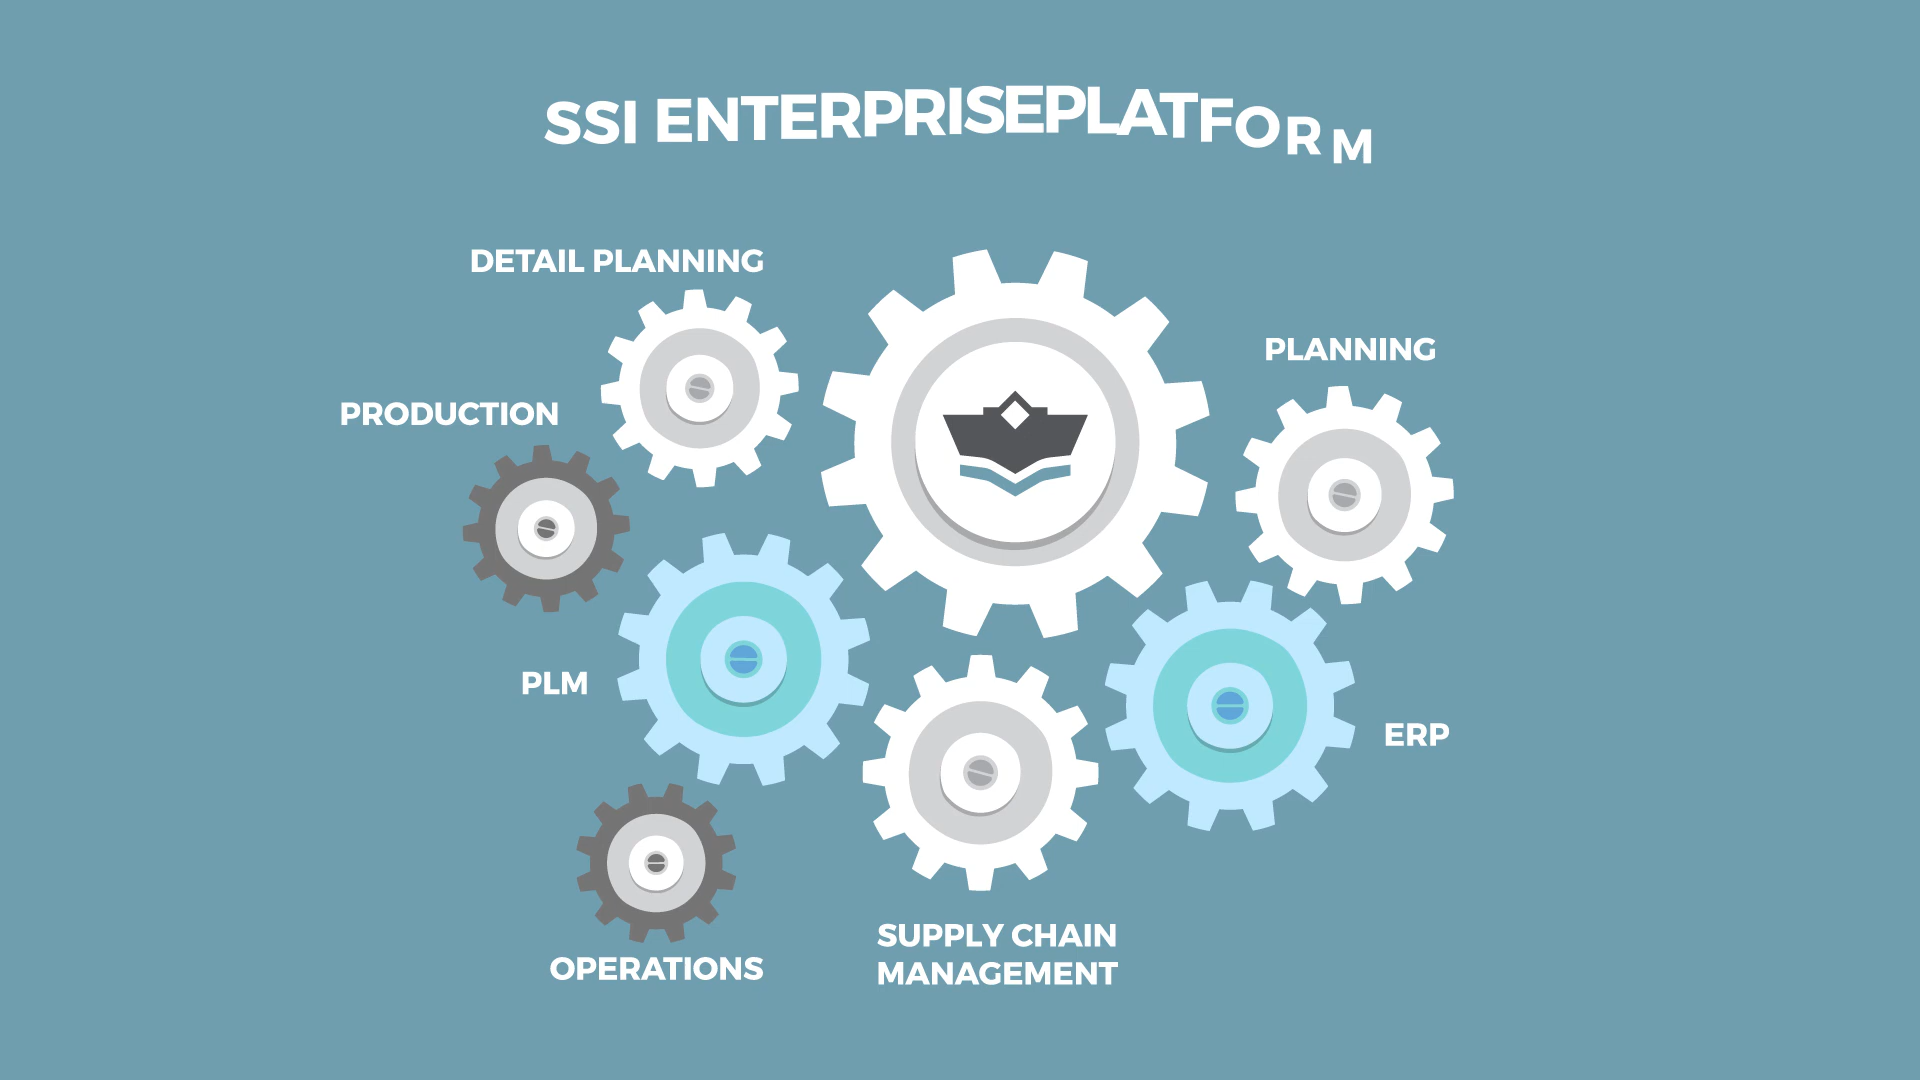 SSI ENTERPRISEPLATFORM
DETAIL PLANNING
PLANNING
PRODUCTION
PLM
ERP
SUPPLY CHAIN
MANAGEMENT
OPERATIONS